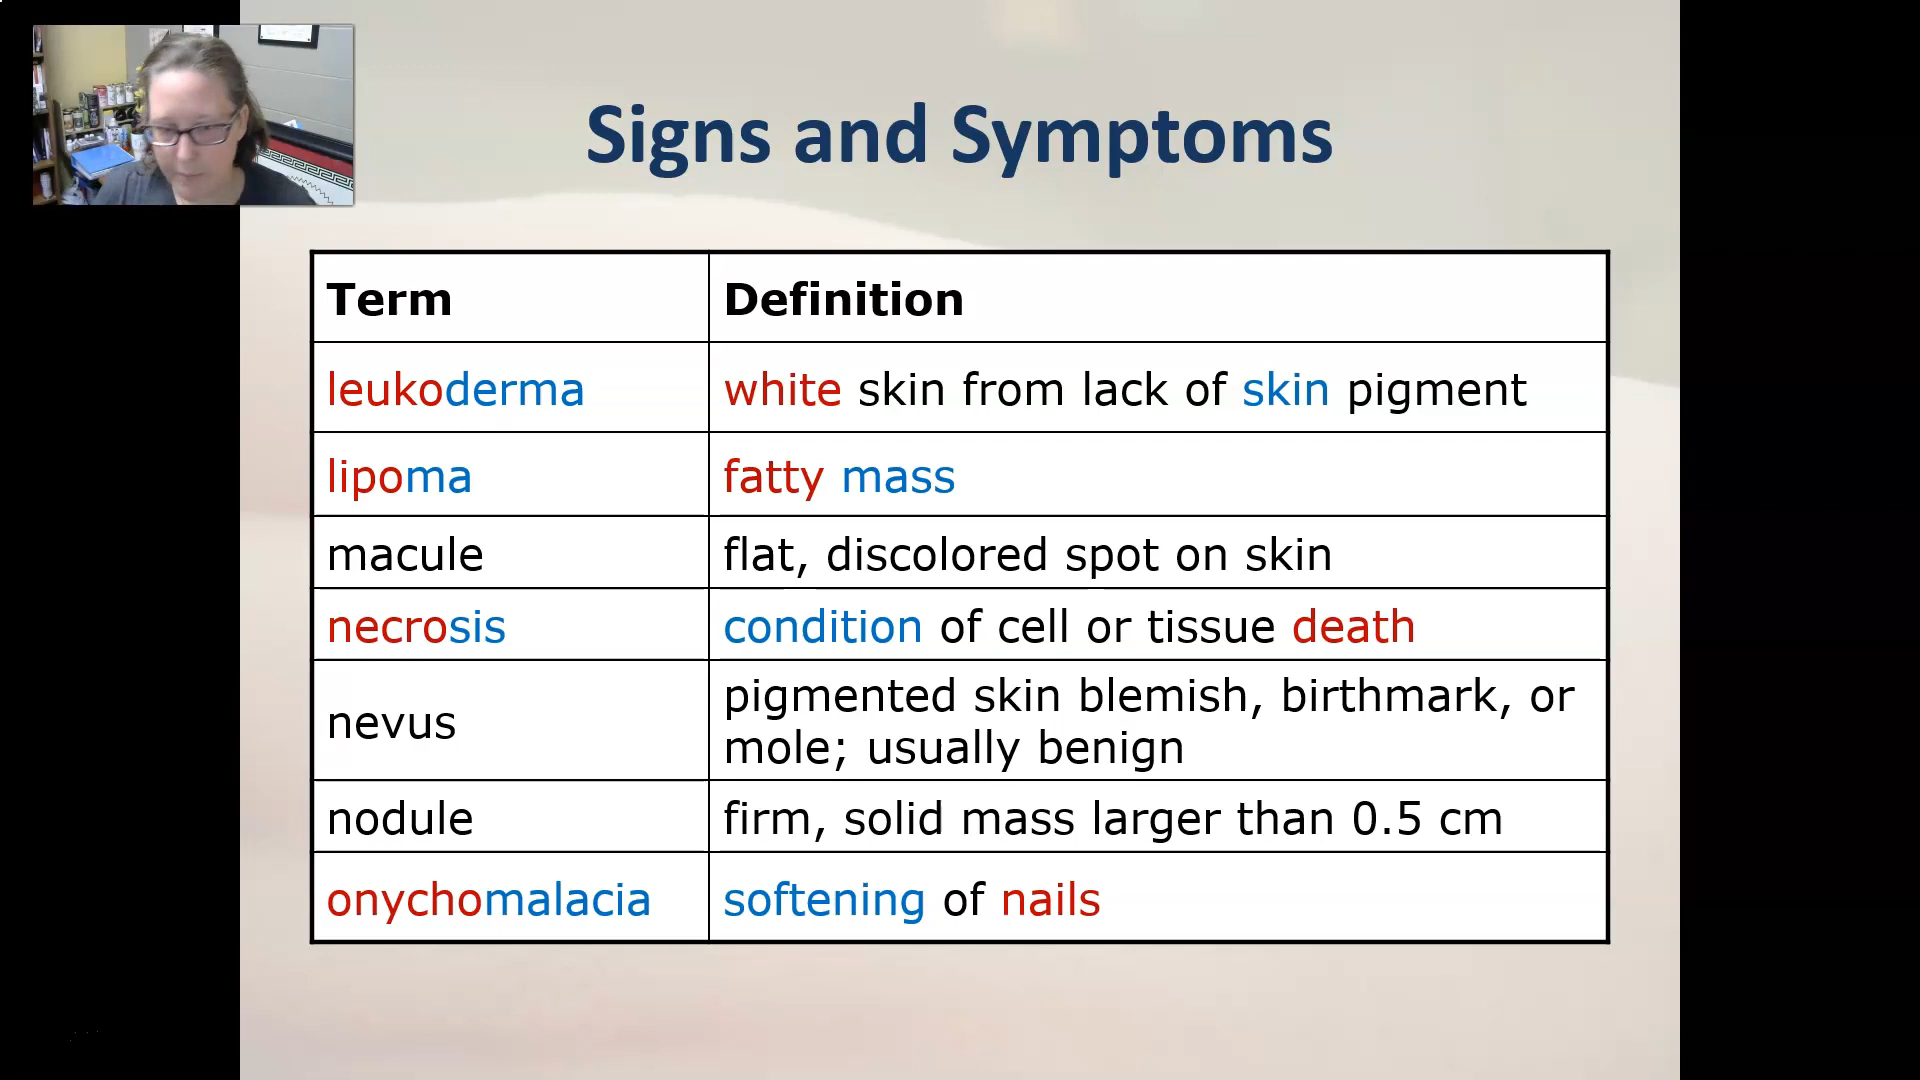 Signs and Symptoms
Term Definition
leukoderma white skin from lack of skin pigment
lipoma fatty mass
macule flat, discolored spot on skin
necrosis condition of cell or tissue death
nevus pigmented skin blemish, birthmark, or
mole; usually benign
nodule firm, solid mass larger than 0.5 cm
onychomalacia softening of nails